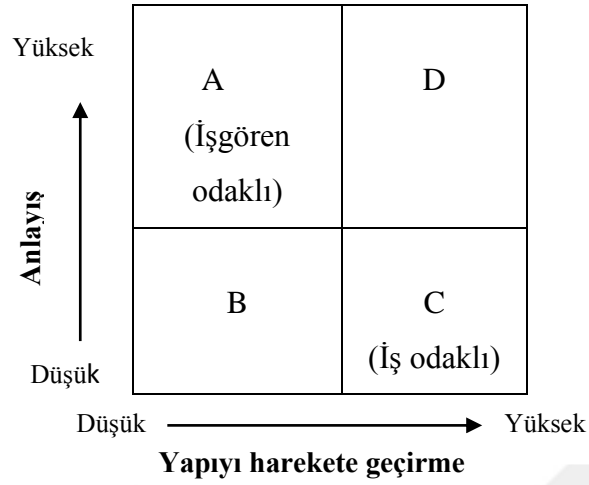 Yüksek
A
(İşgören
odaklı)
D
Anlayış
B
C
(İş odaklı)
Düşük
Düşük
Yüksek
Yapıyı harekete geçirme